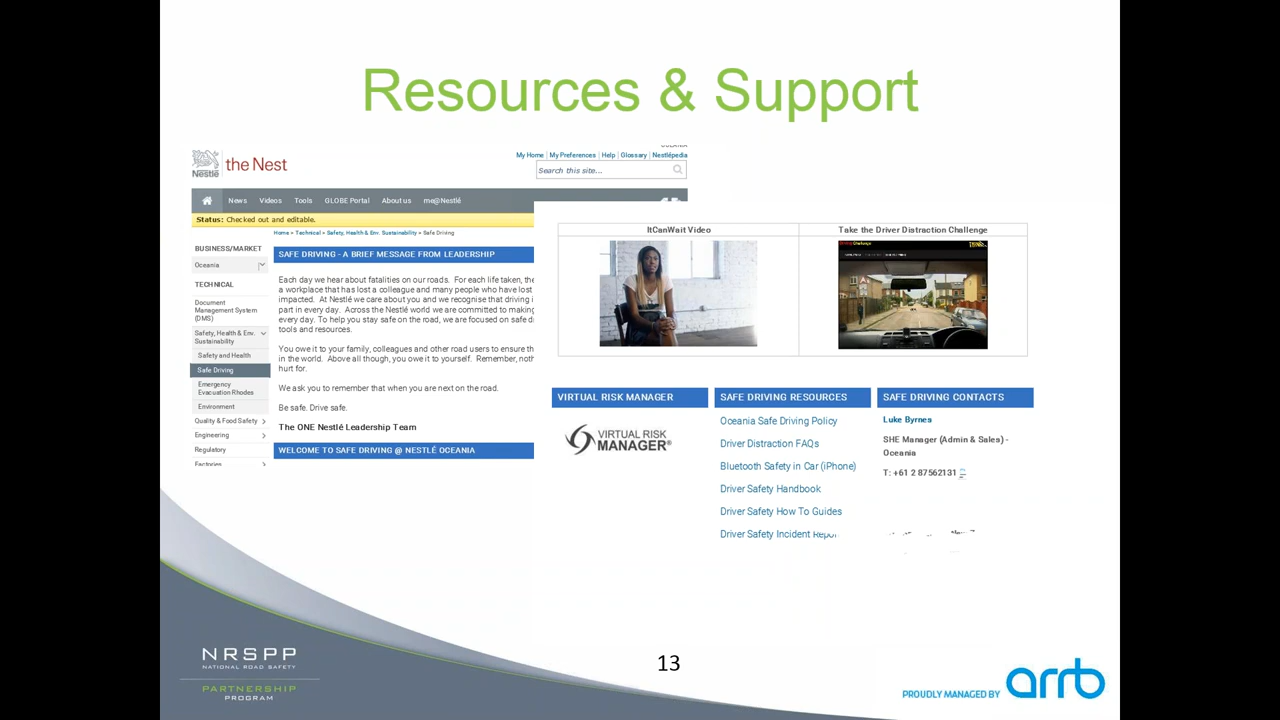 Resources & Support
Nestlé
the Nest
My Home | My Preferences | Help | Glossary | Nestlépedia
Search this site...
News Videos Tools GLOBE Portal About us me@Nestlé
Status: Checked out and editable.
Home » Technical » Safety, Health & Env. Sustainability » Safe Driving
BUSINESS/MARKET
Oceania
TECHNICAL
Document
Management System
(DMS)
Safety, Health & Env.
Sustainability
Safety and Health
Safe Driving
Emergency
Evacuation Rhodes
Environment
Quality & Food Safety
Engineering
Regulatory
Factories
SAFE DRIVING - A BRIEF MESSAGE FROM LEADERSHIP
Each day we hear about fatalities on our roads. For each life taken, the
a workplace that has lost a colleague and many people who have lost
impacted. At Nestlé we care about you and we recognise that driving i
part in every day. Across the Nestlé world we are committed to making
every day. To help you stay safe on the road, we are focused on safe d
tools and resources.
You owe it to your family, colleagues and other road users to ensure th
in the world. Above all though, you owe it to yourself. Remember, noth
hurt for.
We ask you to remember that when you are next on the road.
Be safe. Drive safe.
The ONE Nestlé Leadership Team
WELCOME TO SAFE DRIVING @ NESTLÉ OCEANIA
ItCanWait Video
Take the Driver Distraction Challenge
VIRTUAL RISK MANAGER
VIRTUAL RISK
MANAGER®
SAFE DRIVING RESOURCES
Oceania Safe Driving Policy
Driver Distraction FAQs
Bluetooth Safety in Car (iPhone)
Driver Safety Handbook
Driver Safety How To Guides
Driver Safety Incident Repor
SAFE DRIVING CONTACTS
Luke Byrnes
SHE Manager (Admin & Sales) -
Oceania
T: +61 2 87562131
NRSPP
NATIONAL ROAD SAFETY
PARTNERSHIP
PROGRAM
13
PROUDLY MANAGED BY
arrb